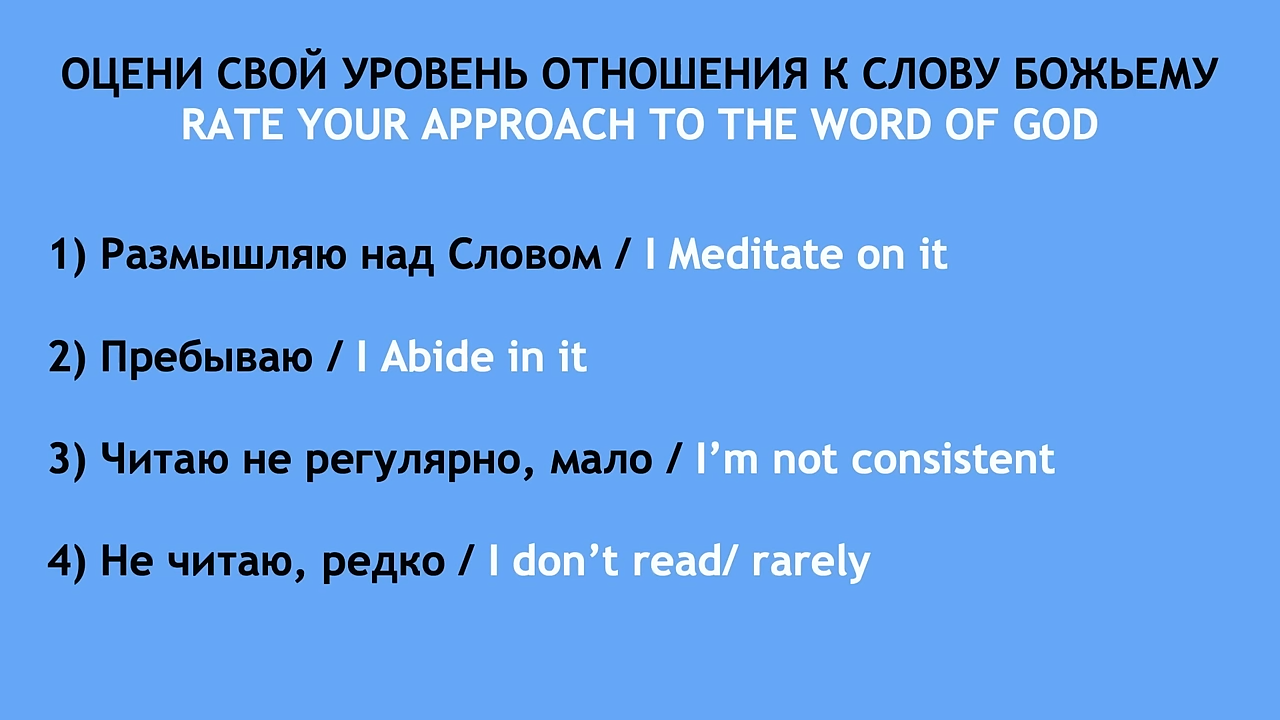 ОЦЕНИ СВОЙ УРОВЕНЬ ОТНОШЕНИЯ К СЛОВУ БОЖЬЕМУ
RATE YOUR APPROACH TO THE WORD OF GOD
1) Размышляю над Словом / I Meditate on it
2) Пребываю / I Abide in it
3) Читаю не регулярно, мало / I’m not consistent
4) Не читаю, редко / I don’t read/ rarely